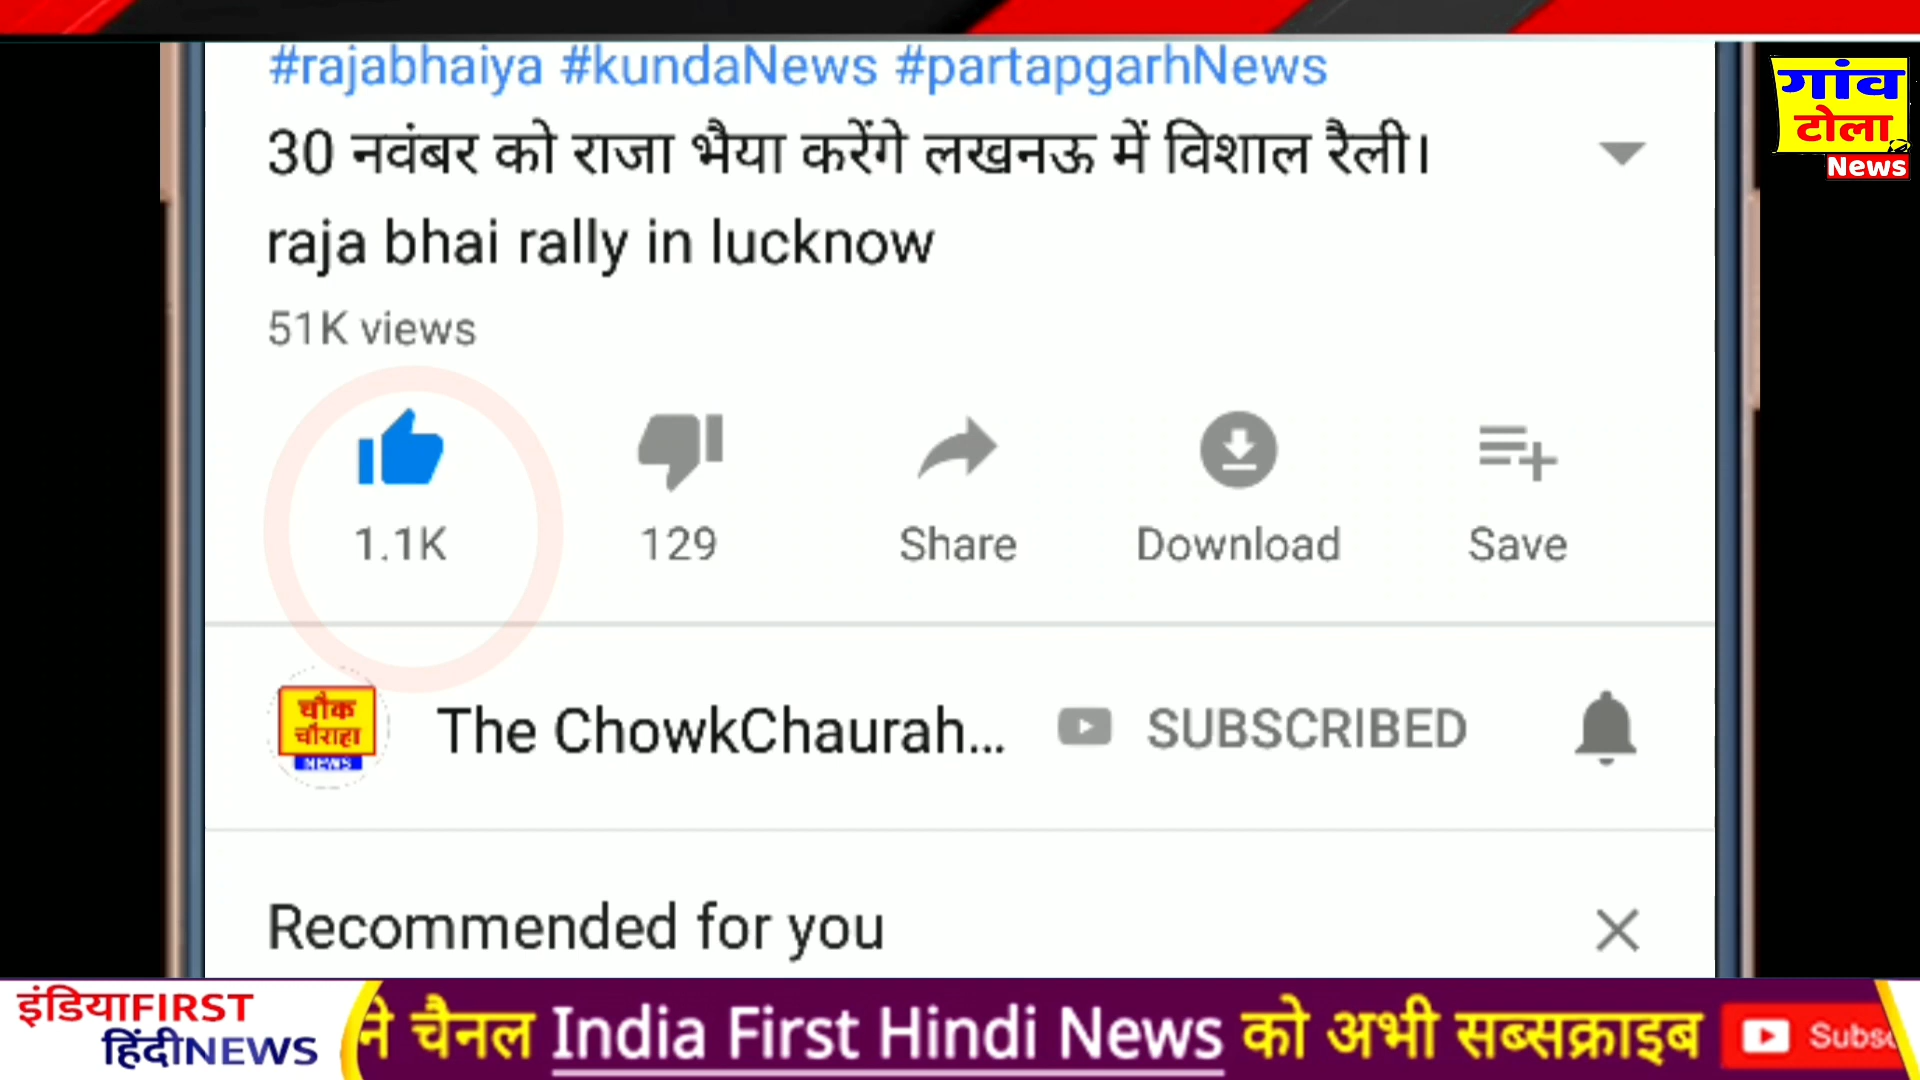 #rajabhaiya #kundaNews #partapgarhNews
गांव
टोला
News
30 नवंबर को राजा भैया करेंगे लखनऊ में विशाल रैली।
raja bhai rally in lucknow
51K views
1.1K 129 Share Download Save
चौक
चौराहा
NEWS
The ChowkChaurah... SUBSCRIBED
Recommended for you
इंडियाFIRST
हिंदीNEWS
ने चैनल India First Hindi News को अभी सब्सक्राइब
Subsc